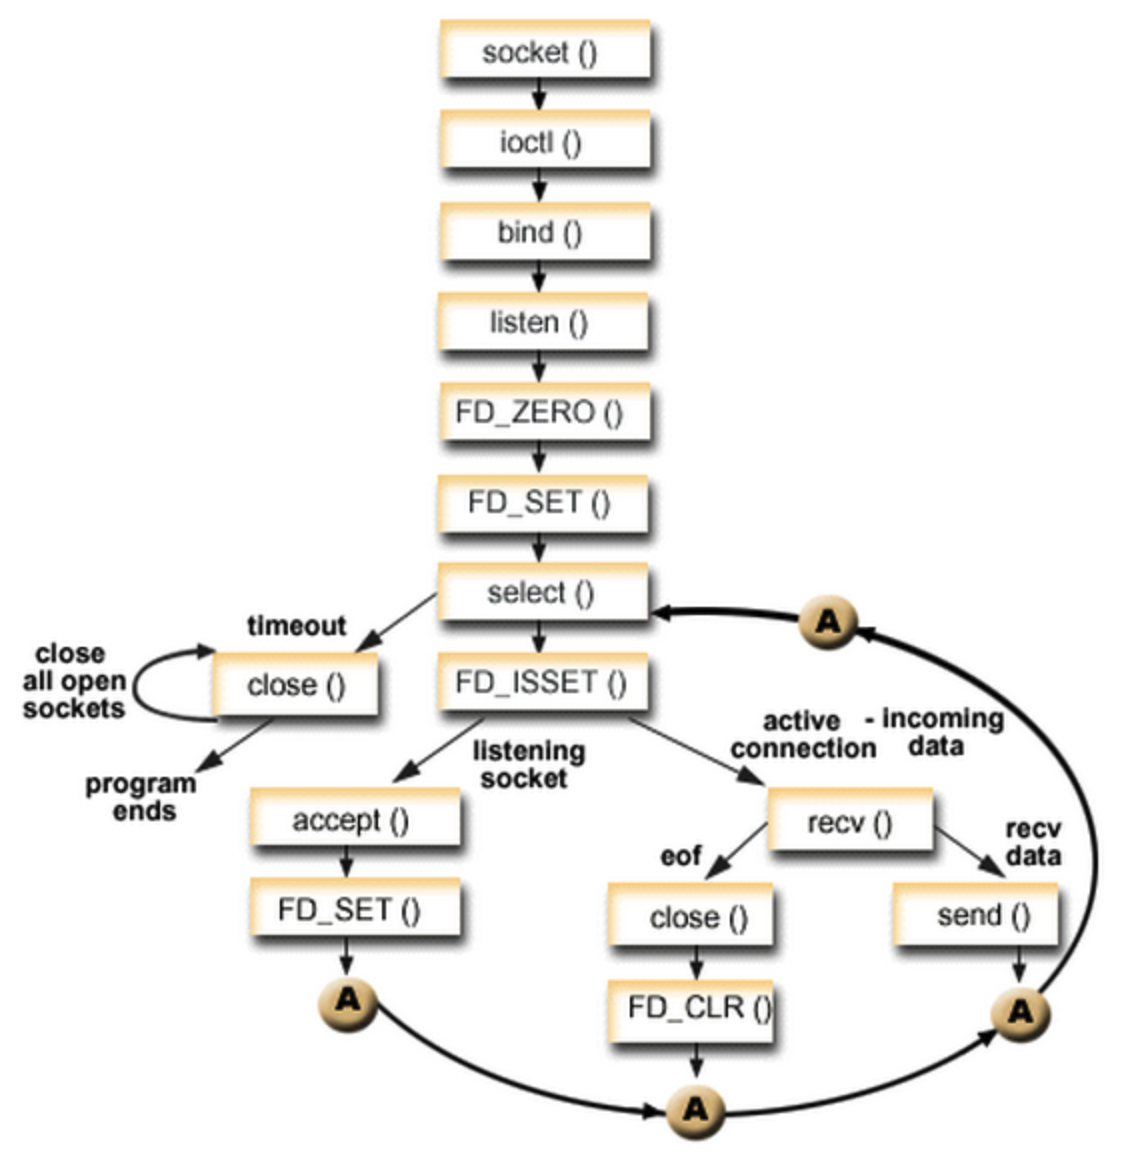 socket ()
ioctl ()
bind ()
listen ()
FD_ZERO ()
FD_SET ()
select ()
A
timeout
close
all open
sockets
close ()
FD_ISSET ()
program
ends
listening
socket
active - incoming
connection data
accept ()
recv ()
eof
recv
data
FD_SET ()
close ()
send ()
A
FD_CLR ()
A
A